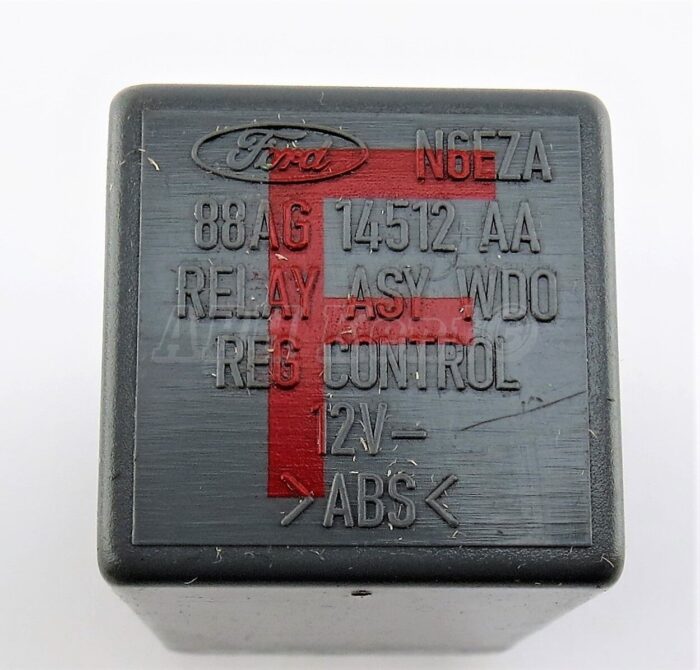 Ford N6EZA
88AG 14512 AA
RELAY ASY WDO
REG CONTROL
12V-
>ABS<
F